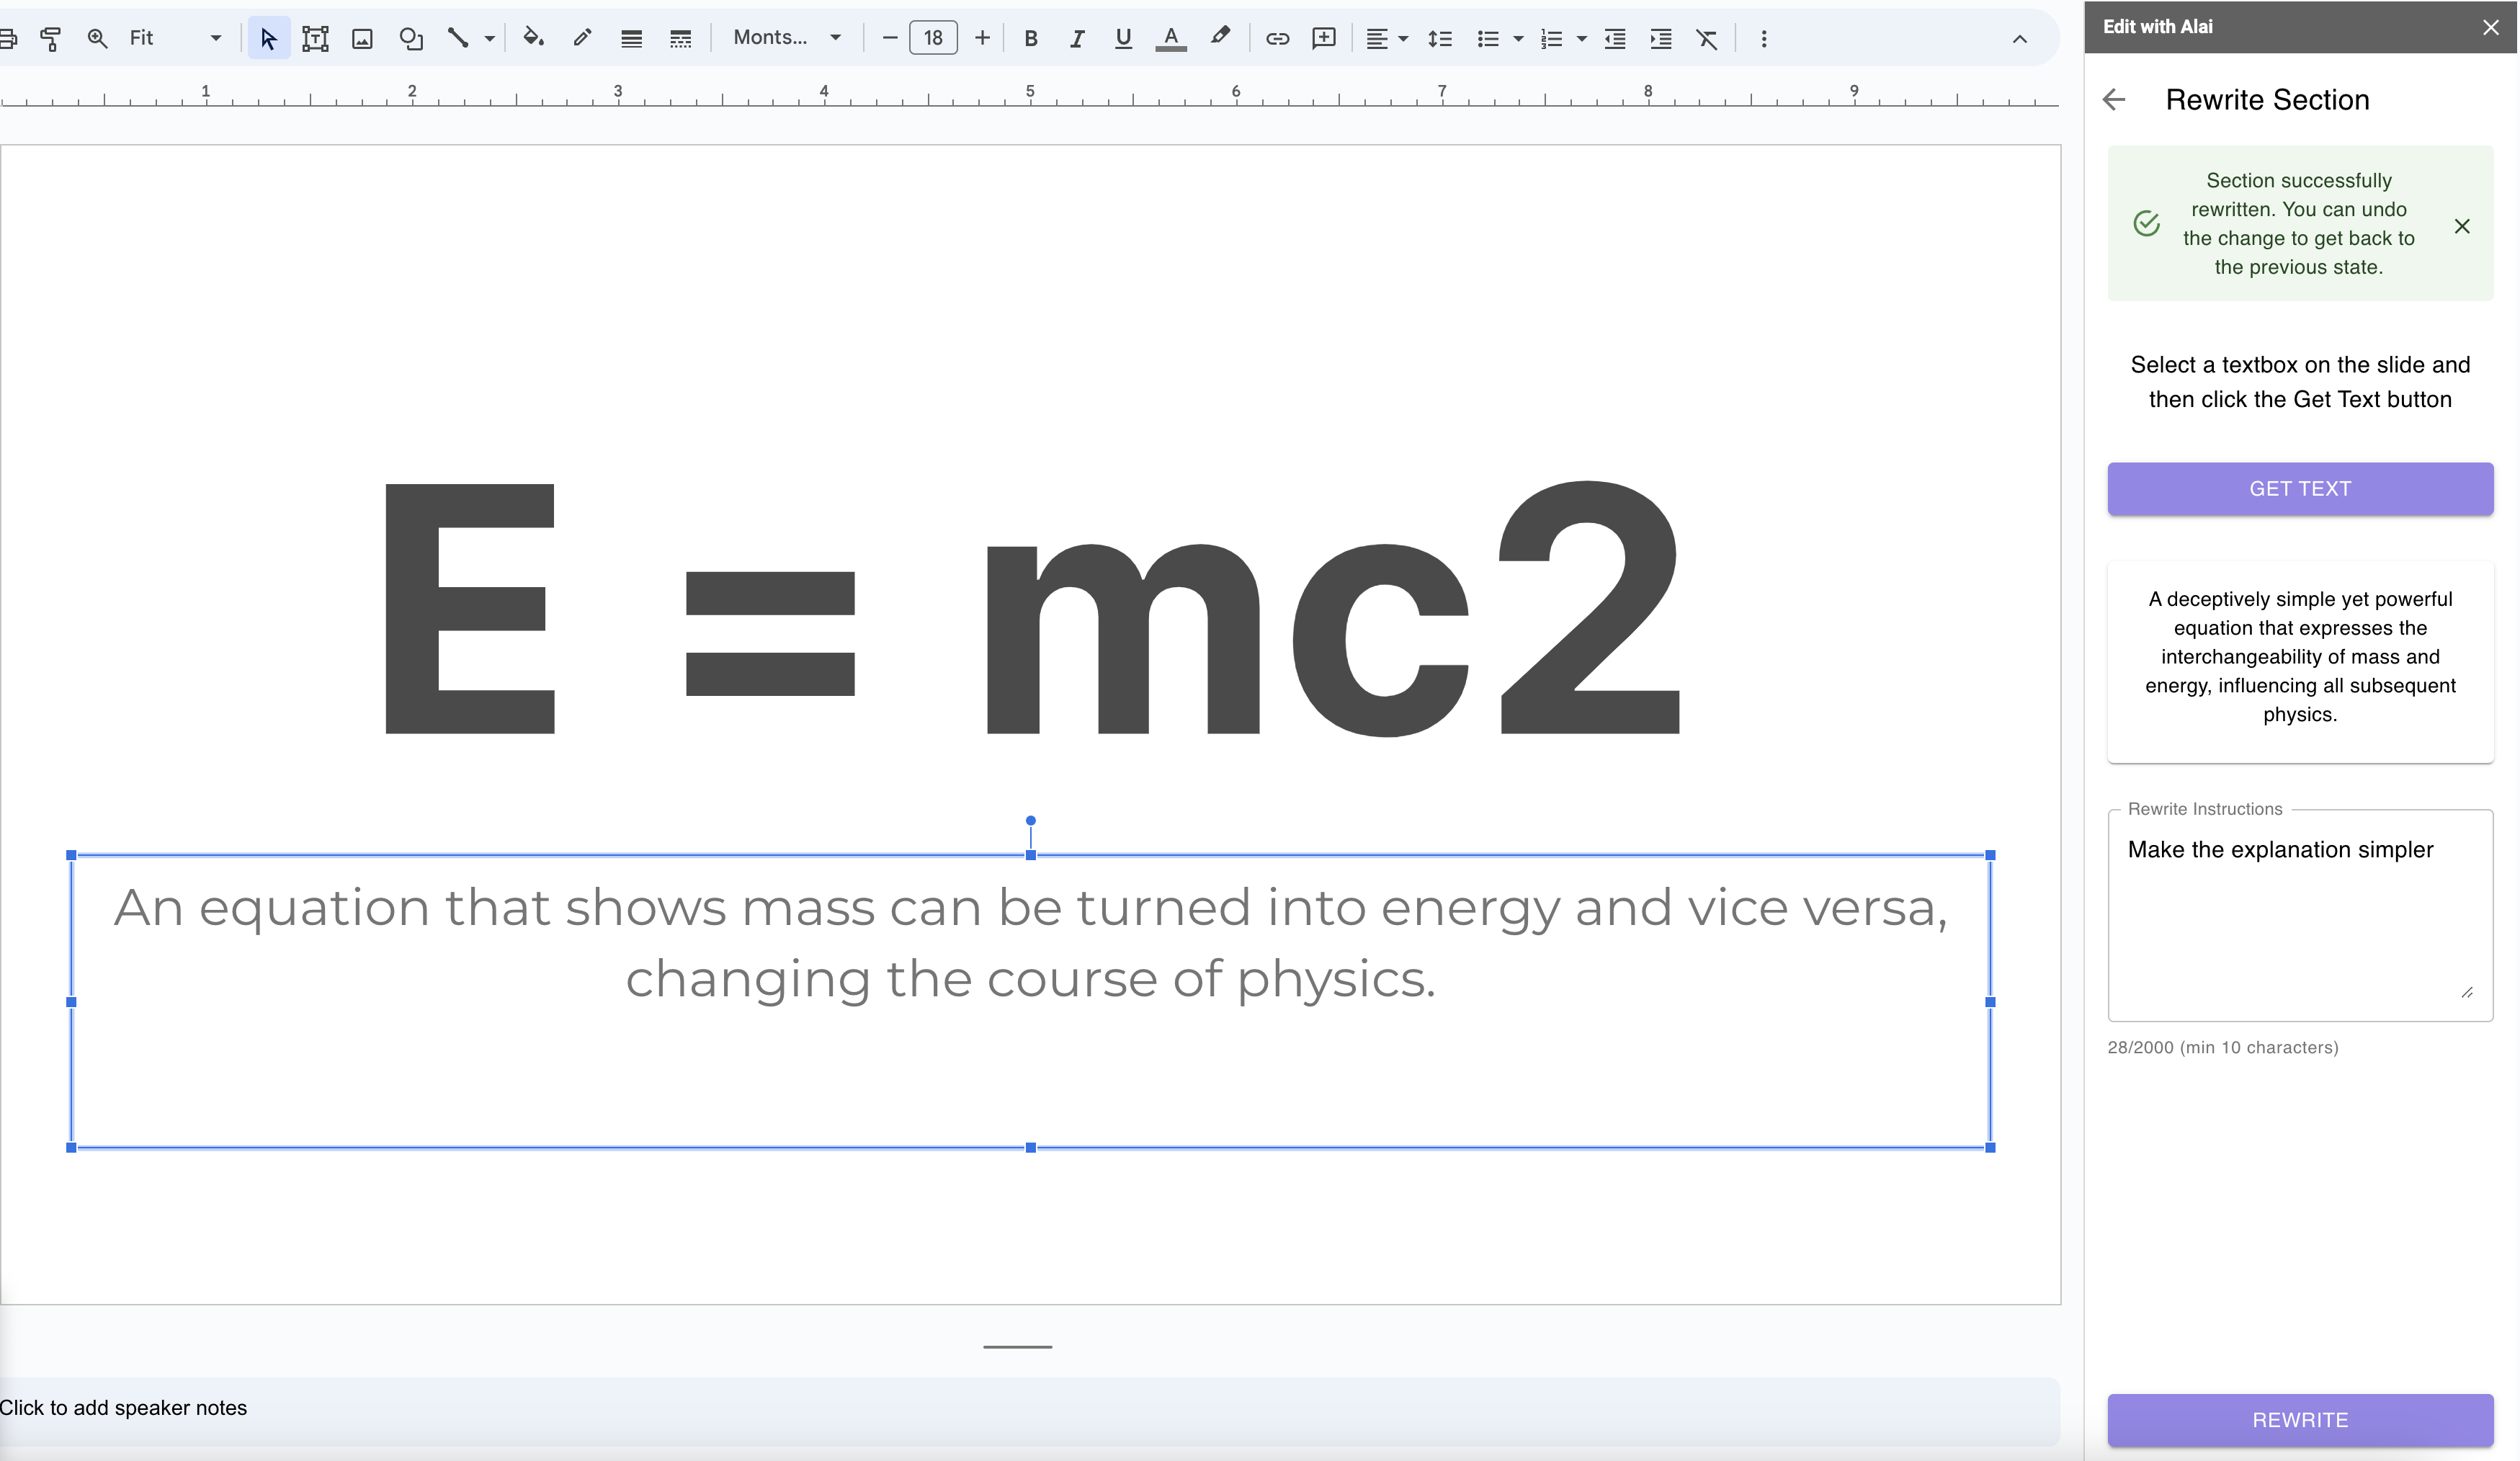 Fit
Monts...
18
B
I
U
A
1 2 3 4 5 6 7 8 9
E = mc2
An equation that shows mass can be turned into energy and vice versa,
changing the course of physics.
Click to add speaker notes
Edit with Alai
Rewrite Section
Section successfully
rewritten. You can undo
the change to get back to
the previous state.
Select a textbox on the slide and
then click the Get Text button
GET TEXT
A deceptively simple yet powerful
equation that expresses the
interchangeability of mass and
energy, influencing all subsequent
physics.
Rewrite Instructions
Make the explanation simpler
28/2000 (min 10 characters)
REWRITE